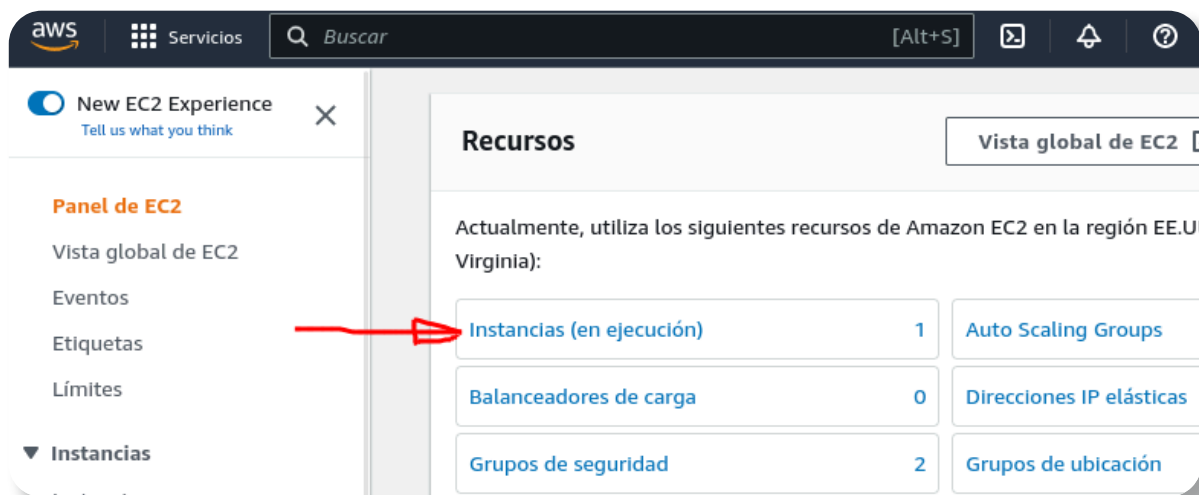 aws
Servicios
Buscar
[Alt+S]
New EC2 Experience
Tell us what you think
Panel de EC2
Vista global de EC2
Eventos
Etiquetas
Límites
Instancias
Recursos
Vista global de EC2
Actualmente, utiliza los siguientes recursos de Amazon EC2 en la región
Virginia):
Instancias (en ejecución) 1
Auto Scaling Groups
Balanceadores de carga 0
Direcciones IP elásticas
Grupos de seguridad 2
Grupos de ubicación